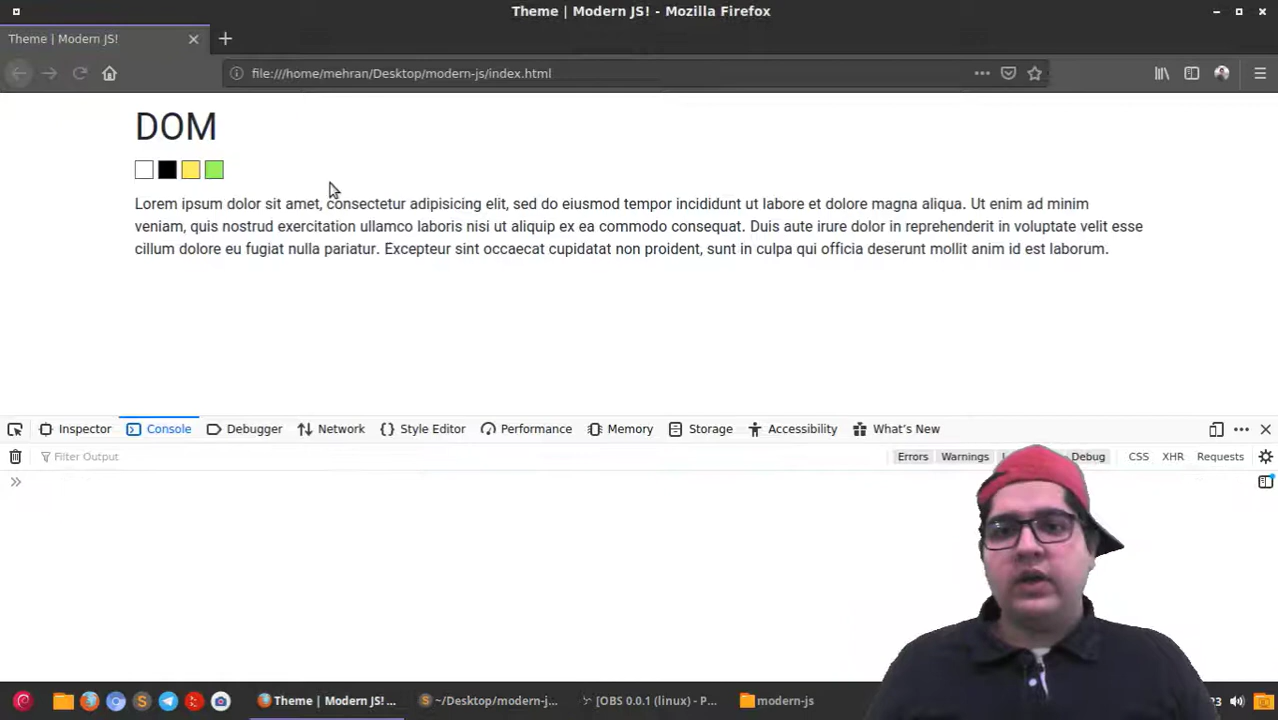 Theme | Modern JS! - Mozilla Firefox
Theme | Modern JS!
file:///home/mehran/Desktop/modern-js/index.html
DOM
Lorem ipsum dolor sit amet, consectetur adipisicing elit, sed do eiusmod tempor incididunt ut labore et dolore magna aliqua. Ut enim ad minim
veniam, quis nostrud exercitation ullamco laboris nisi ut aliquip ex ea commodo consequat. Duis aute irure dolor in reprehenderit in voluptate velit esse
cillum dolore eu fugiat nulla pariatur. Excepteur sint occaecat cupidatat non proident, sunt in culpa qui officia deserunt mollit anim id est laborum.
Inspector Console Debugger Network Style Editor Performance Memory Storage Accessibility What's New
Filter Output Errors Warnings Debug CSS XHR Requests
Theme | Modern JS! ... ~/Desktop/modern-j... [OBS 0.0.1 (linux) - P... modern-js 23